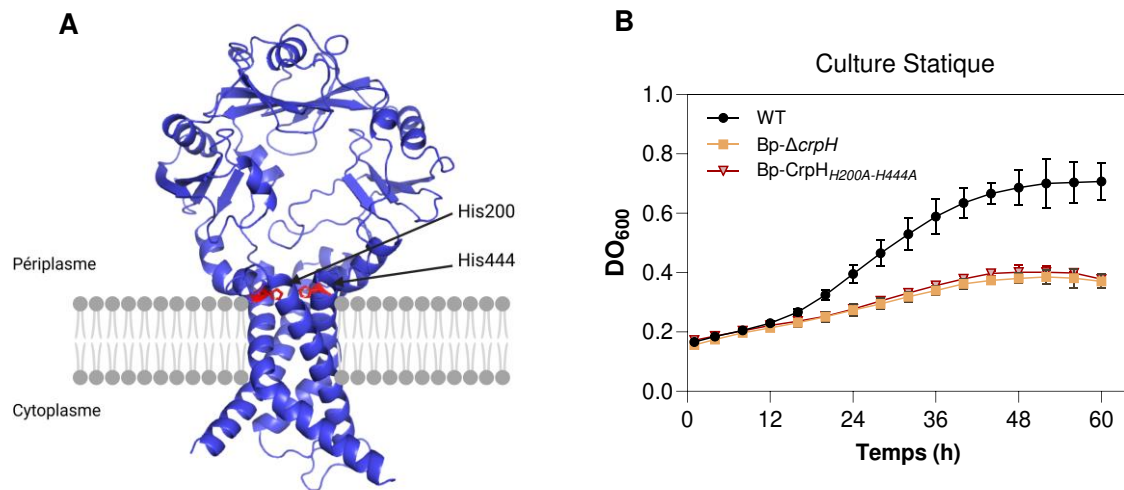 A
His200
His444
Périplasme
Cytoplasme
B
Culture Statique
WT
Bp-ΔcrpH
Bp-CrpH_H200A-H444A
DO600
1.0
0.8
0.6
0.4
0.2
0.0
0 12 24 36 48 60
Temps (h)